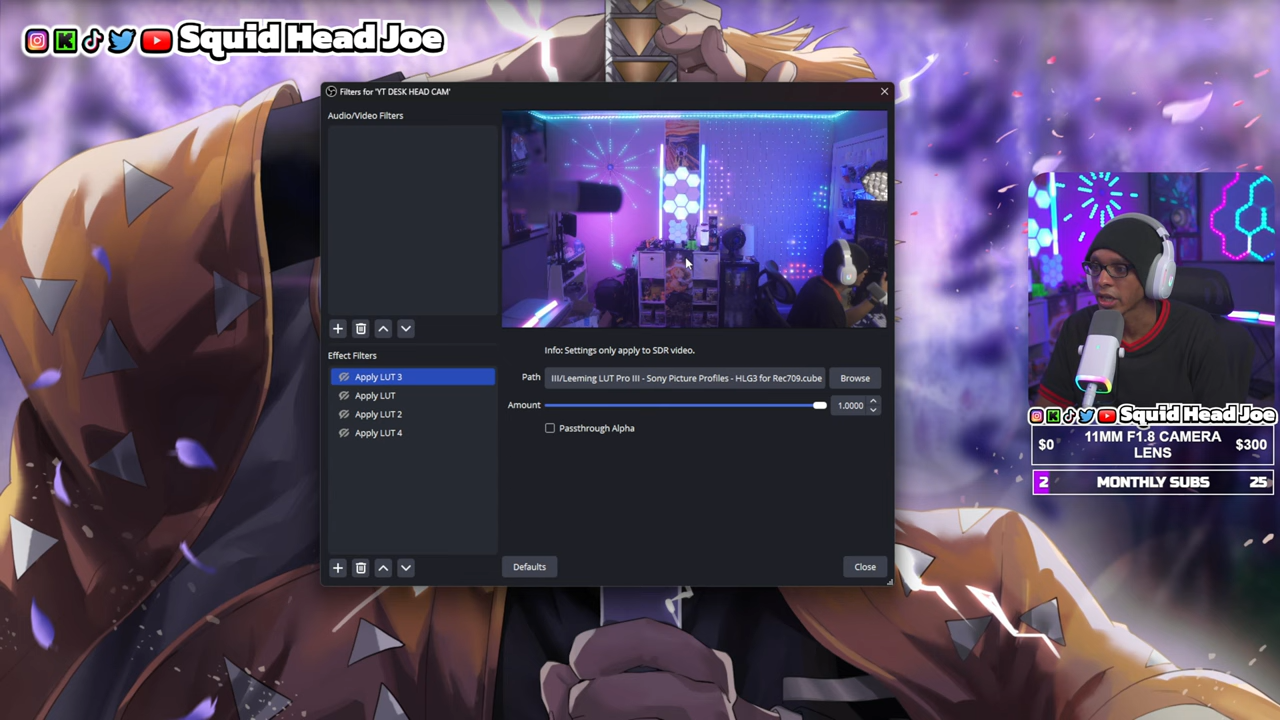 Squid Head Joe
Filters for 'YT DESK HEAD CAM'
Audio/Video Filters
Effect Filters
Apply LUT 3
Apply LUT
Apply LUT 2
Apply LUT 4
Info: Settings only apply to SDR video.
Path III/Leeming LUT Pro III - Sony Picture Profiles - HLG3 for Rec709.cube Browse
Amount 1.0000
Passthrough Alpha
Defaults Close
Squid Head Joe
$0 11MM F1.8 CAMERA LENS $300
2 MONTHLY SUBS 25